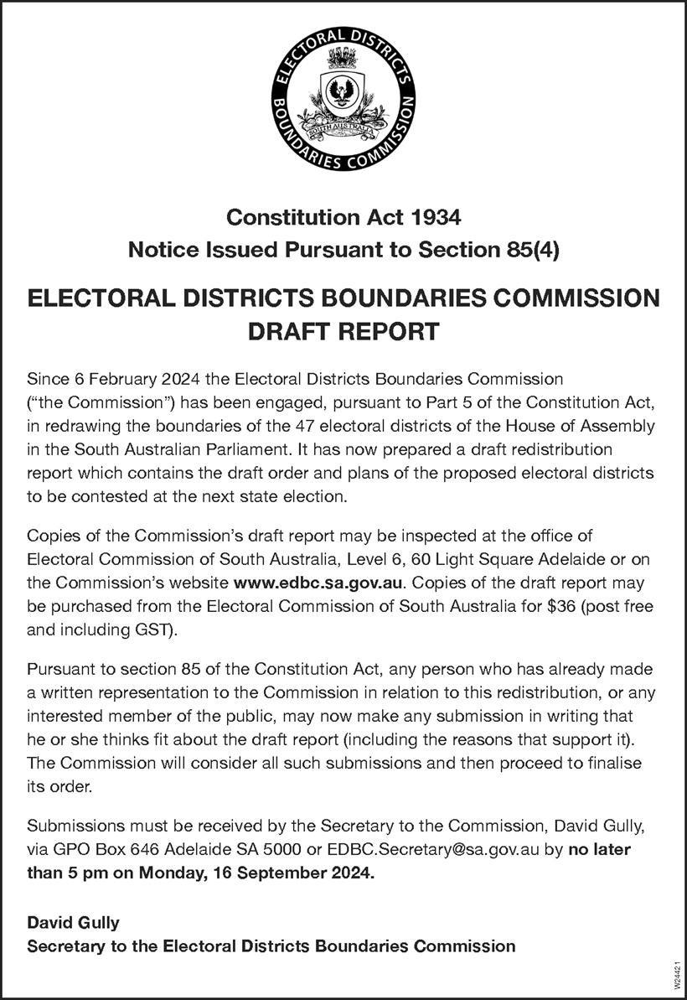 ELECTORAL DISTRICTS
BOUNDARIES COMMISSION
SOUTH AUSTRALIA
Constitution Act 1934
Notice Issued Pursuant to Section 85(4)
ELECTORAL DISTRICTS BOUNDARIES COMMISSION
DRAFT REPORT
Since 6 February 2024 the Electoral Districts Boundaries Commission
(“the Commission”) has been engaged, pursuant to Part 5 of the Constitution Act,
in redrawing the boundaries of the 47 electoral districts of the House of Assembly
in the South Australian Parliament. It has now prepared a draft redistribution
report which contains the draft order and plans of the proposed electoral districts
to be contested at the next state election.
Copies of the Commission’s draft report may be inspected at the office of
Electoral Commission of South Australia, Level 6, 60 Light Square Adelaide or on
the Commission’s website www.edbc.sa.gov.au. Copies of the draft report may
be purchased from the Electoral Commission of South Australia for $36 (post free
and including GST).
Pursuant to section 85 of the Constitution Act, any person who has already made
a written representation to the Commission in relation to this redistribution, or any
interested member of the public, may now make any submission in writing that
he or she thinks fit about the draft report (including the reasons that support it).
The Commission will consider all such submissions and then proceed to finalise
its order.
Submissions must be received by the Secretary to the Commission, David Gully,
via GPO Box 646 Adelaide SA 5000 or EDBC.Secretary@sa.gov.au by no later
than 5 pm on Monday, 16 September 2024.
David Gully
Secretary to the Electoral Districts Boundaries Commission
W24421